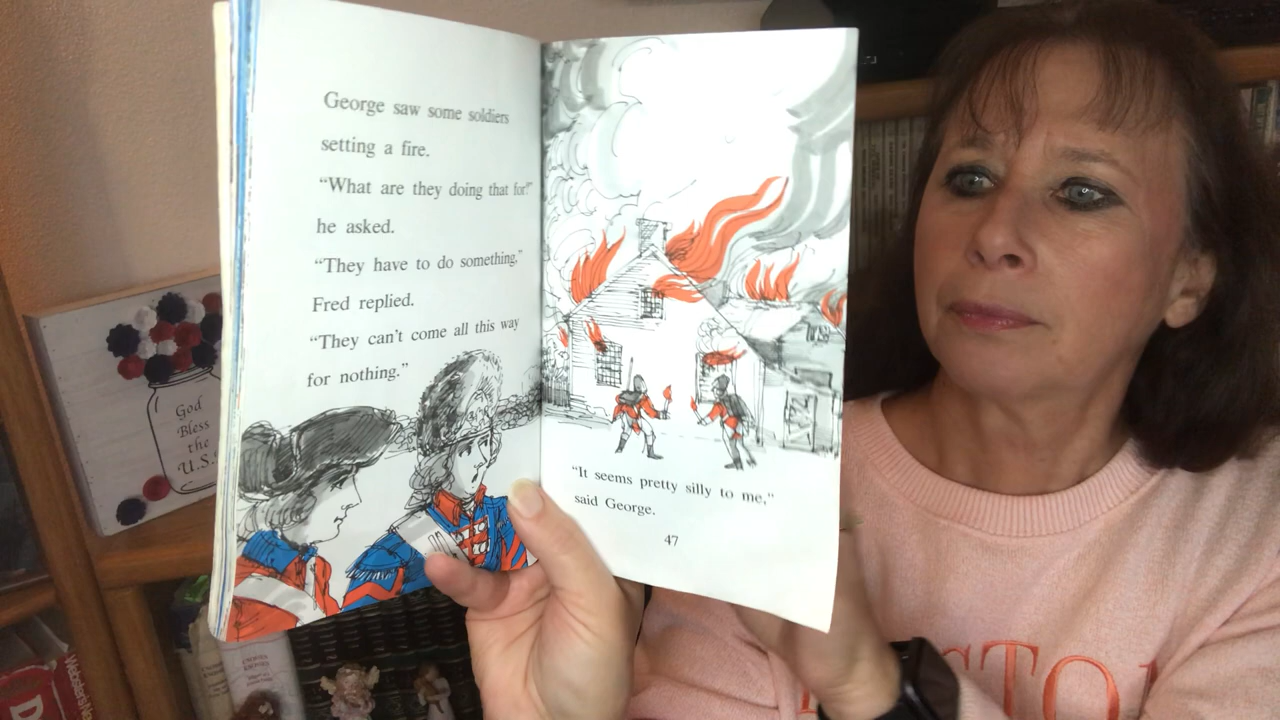 George saw some soldiers
setting a fire.
“What are they doing that for?”
he asked.
“They have to do something,”
Fred replied.
“They can’t come all this way
for nothing.”
“It seems pretty silly to me,”
said George.
47
God
Bless
the
U.S.
Webster's
D
STO